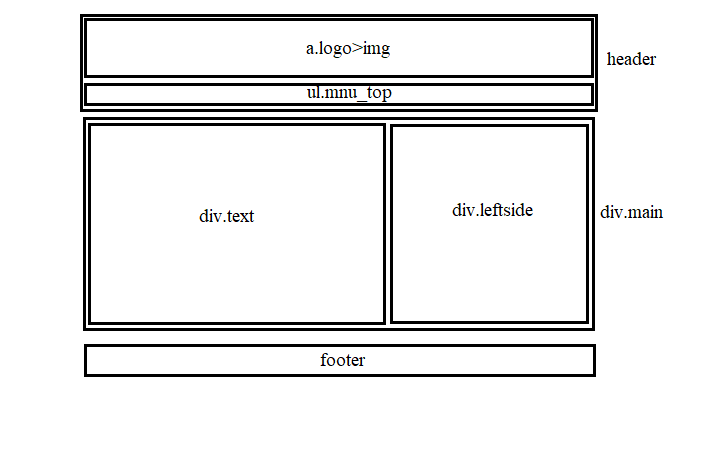 a.logo>img
header
ul.mnu_top
div.text
div.leftside
div.main
footer